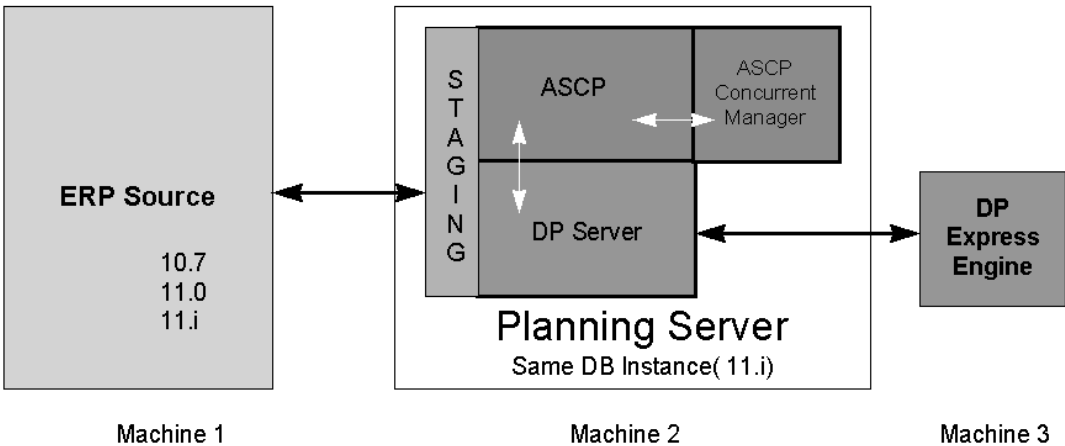 ERP Source
10.7
11.0
11.i
STAGING
ASCP
ASCP
Concurrent
Manager
DP Server
Planning Server
Same DB Instance( 11.i)
DP
Express
Engine
Machine 1
Machine 2
Machine 3